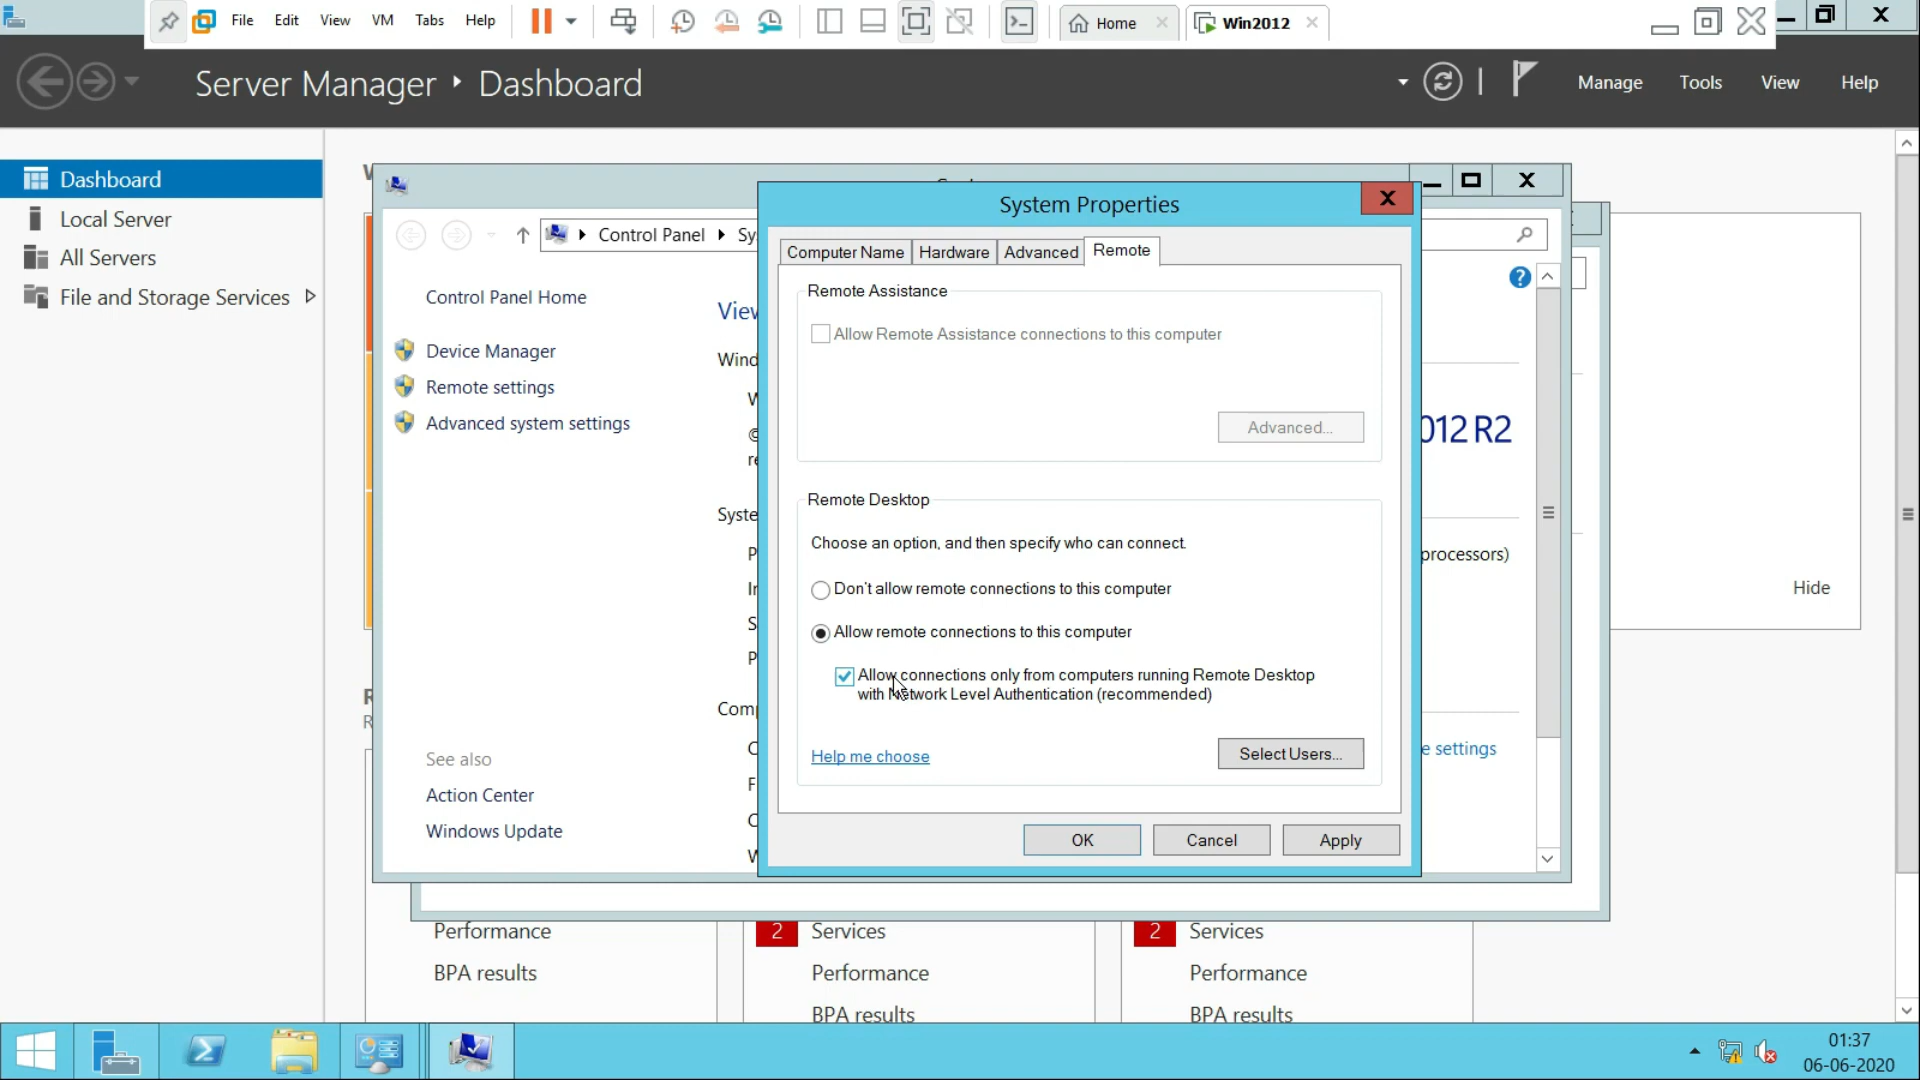 File Edit View VM Tabs Help
Home
Win2012
Server Manager
Dashboard
Manage Tools View Help
Dashboard
Local Server
All Servers
File and Storage Services
Control Panel
Control Panel Home
Device Manager
Remote settings
Advanced system settings
See also
Action Center
Windows Update
System Properties
Computer Name
Hardware
Advanced
Remote
Remote Assistance
Allow Remote Assistance connections to this computer
Advanced...
Remote Desktop
Choose an option, and then specify who can connect.
Don't allow remote connections to this computer
Allow remote connections to this computer
Allow connections only from computers running Remote Desktop
with Network Level Authentication (recommended)
Help me choose
Select Users...
OK
Cancel
Apply
012 R2
processors)
settings
Hide
Performance
BPA results
2 Services
Performance
BPA results
2 Services
Performance
BPA results
01:37
06-06-2020